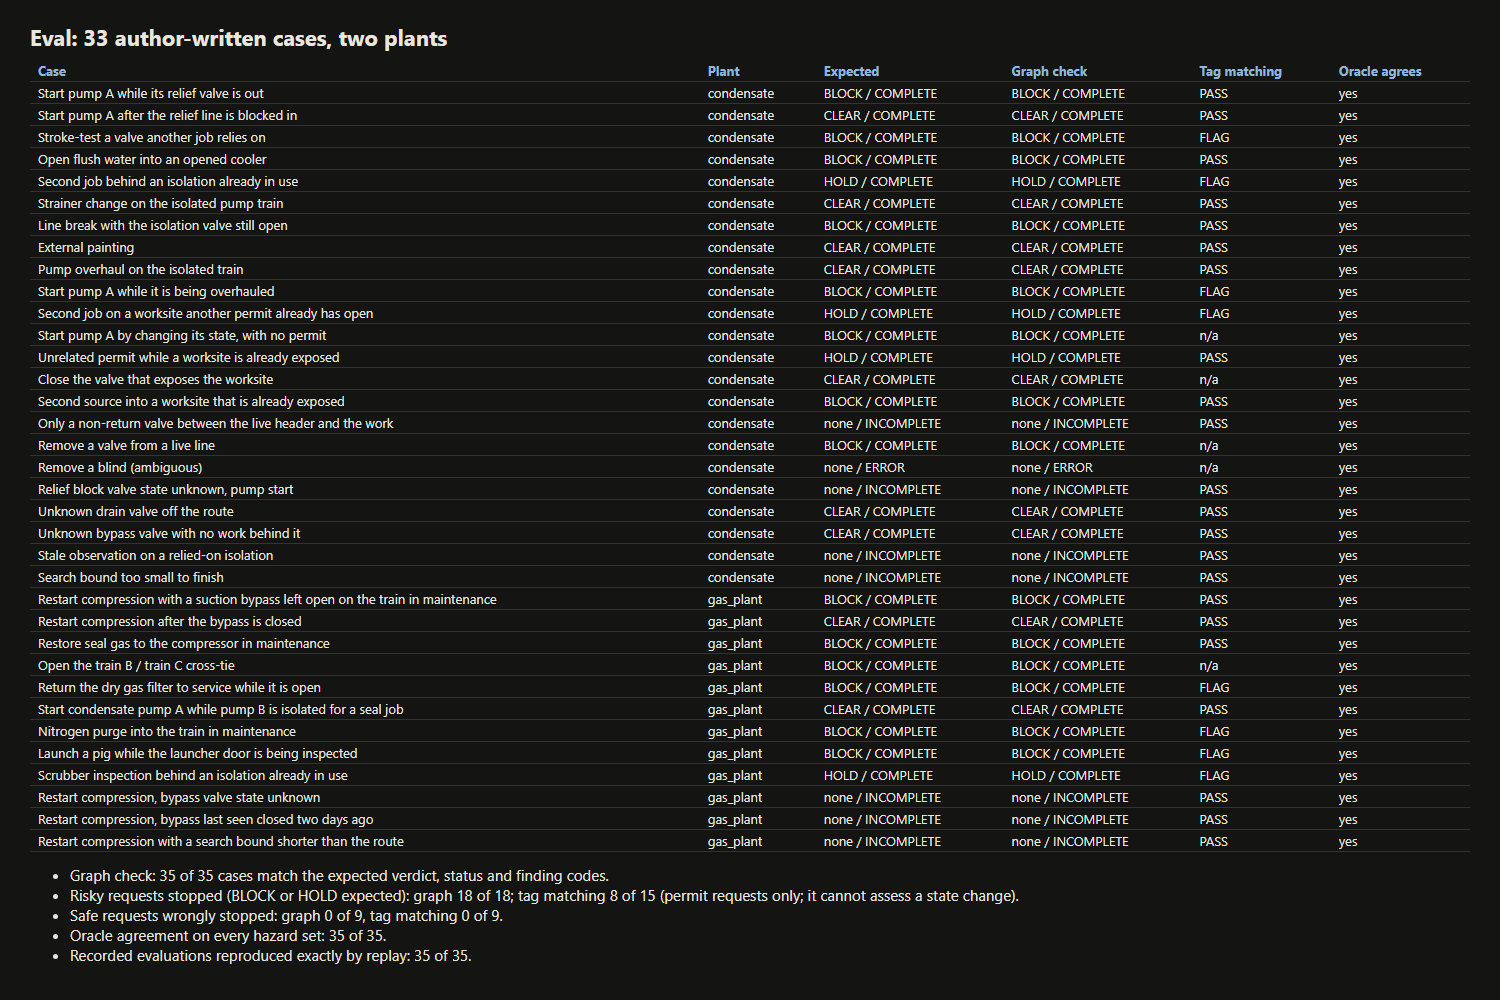 Eval: 33 author-written cases, two plants
Case Plant Expected Graph check Tag matching Oracle agrees
Start pump A while its relief valve is out condensate BLOCK / COMPLETE BLOCK / COMPLETE PASS yes
Start pump A after the relief line is blocked in condensate CLEAR / COMPLETE CLEAR / COMPLETE PASS yes
Stroke-test a valve another job relies on condensate BLOCK / COMPLETE BLOCK / COMPLETE FLAG yes
Open flush water into an opened cooler condensate BLOCK / COMPLETE BLOCK / COMPLETE PASS yes
Second job behind an isolation already in use condensate HOLD / COMPLETE HOLD / COMPLETE FLAG yes
Strainer change on the isolated pump train condensate CLEAR / COMPLETE CLEAR / COMPLETE PASS yes
Line break with the isolation valve still open condensate BLOCK / COMPLETE BLOCK / COMPLETE PASS yes
External painting condensate CLEAR / COMPLETE CLEAR / COMPLETE PASS yes
Pump overhaul on the isolated train condensate CLEAR / COMPLETE CLEAR / COMPLETE PASS yes
Start pump A while it is being overhauled condensate BLOCK / COMPLETE BLOCK / COMPLETE FLAG yes
Second job on a worksite another permit already has open condensate HOLD / COMPLETE HOLD / COMPLETE FLAG yes
Start pump A by changing its state, with no permit condensate BLOCK / COMPLETE BLOCK / COMPLETE n/a yes
Unrelated permit while a worksite is already exposed condensate HOLD / COMPLETE HOLD / COMPLETE PASS yes
Close the valve that exposes the worksite condensate CLEAR / COMPLETE CLEAR / COMPLETE n/a yes
Second source into a worksite that is already exposed condensate BLOCK / COMPLETE BLOCK / COMPLETE PASS yes
Only a non-return valve between the live header and the work condensate none / INCOMPLETE none / INCOMPLETE PASS yes
Remove a valve from a live line condensate BLOCK / COMPLETE BLOCK / COMPLETE n/a yes
Remove a blind (ambiguous) condensate none / ERROR none / ERROR n/a yes
Relief block valve state unknown, pump start condensate none / INCOMPLETE none / INCOMPLETE PASS yes
Unknown drain valve off the route condensate CLEAR / COMPLETE CLEAR / COMPLETE PASS yes
Unknown bypass valve with no work behind it condensate CLEAR / COMPLETE CLEAR / COMPLETE PASS yes
Stale observation on a relied-on isolation condensate none / INCOMPLETE none / INCOMPLETE PASS yes
Search bound too small to finish condensate none / INCOMPLETE none / INCOMPLETE PASS yes
Restart compression with a suction bypass left open on the train in maintenance gas_plant BLOCK / COMPLETE BLOCK / COMPLETE PASS yes
Restart compression after the bypass is closed gas_plant CLEAR / COMPLETE CLEAR / COMPLETE PASS yes
Restore seal gas to the compressor in maintenance gas_plant BLOCK / COMPLETE BLOCK / COMPLETE PASS yes
Open the train B / train C cross-tie gas_plant BLOCK / COMPLETE BLOCK / COMPLETE n/a yes
Return the dry gas filter to service while it is open gas_plant BLOCK / COMPLETE BLOCK / COMPLETE FLAG yes
Start condensate pump A while pump B is isolated for a seal job gas_plant CLEAR / COMPLETE CLEAR / COMPLETE PASS yes
Nitrogen purge into the train in maintenance gas_plant BLOCK / COMPLETE BLOCK / COMPLETE FLAG yes
Launch a pig while the launcher door is being inspected gas_plant BLOCK / COMPLETE BLOCK / COMPLETE FLAG yes
Scrubber inspection behind an isolation already in use gas_plant HOLD / COMPLETE HOLD / COMPLETE FLAG yes
Restart compression, bypass valve state unknown gas_plant none / INCOMPLETE none / INCOMPLETE PASS yes
Restart compression, bypass last seen closed two days ago gas_plant none / INCOMPLETE none / INCOMPLETE PASS yes
Restart compression with a search bound shorter than the route gas_plant none / INCOMPLETE none / INCOMPLETE PASS yes
• Graph check: 35 of 35 cases match the expected verdict, status and finding codes.
• Risky requests stopped (BLOCK or HOLD expected): graph 18 of 18; tag matching 8 of 15 (permit requests only; it cannot assess a state change).
• Safe requests wrongly stopped: graph 0 of 9, tag matching 0 of 9.
• Oracle agreement on every hazard set: 35 of 35.
• Recorded evaluations reproduced exactly by replay: 35 of 35.